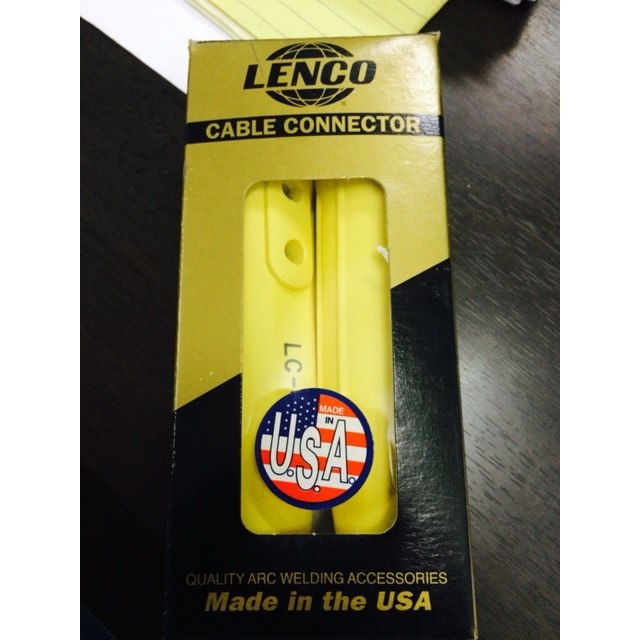 LENCO
CABLE CONNECTOR
LC-
MADE
IN
U.S.A.
QUALITY ARC WELDING ACCESSORIES
Made in the USA